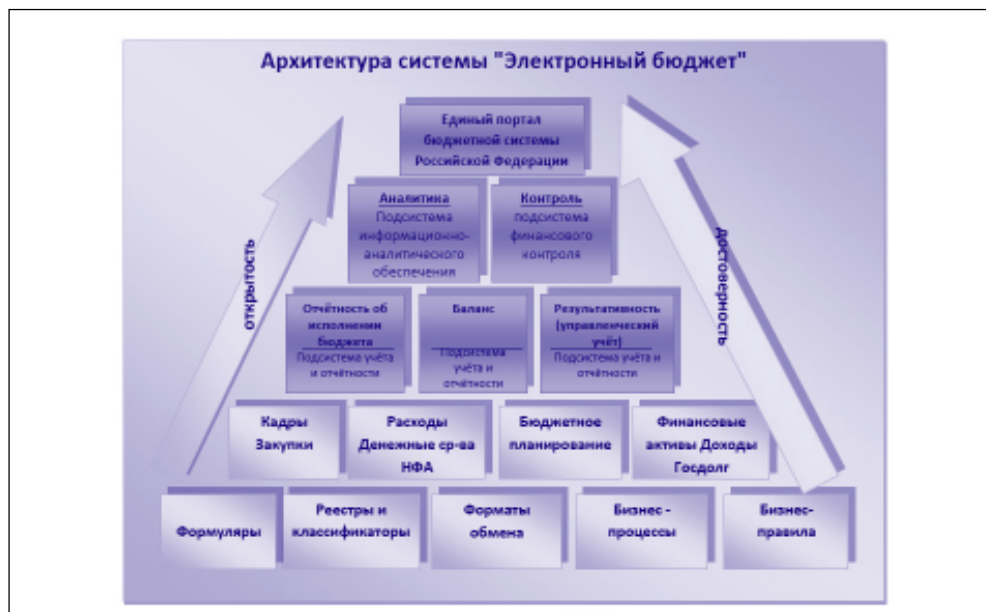 Архитектура системы "Электронный бюджет"
Единый портал
бюджетной системы
Российской Федерации
Аналитика
Подсистема
информационно-
аналитического
обеспечения
Контроль
подсистема
финансового
контроля
открытость
достоверность
Отчётность об
исполнении
бюджета
Подсистема учёта
и отчётности
Баланс
Подсистема
учёта и
отчётности
Результативность
(управленческий
учёт)
Подсистема учёта и
отчётности
Кадры
Закупки
Расходы
Денежные ср-ва
НФА
Бюджетное
планирование
Финансовые
активы Доходы
Госдолг
Формуляры
Реестры и
классификаторы
Форматы
обмена
Бизнес -
процессы
Бизнес-
правила